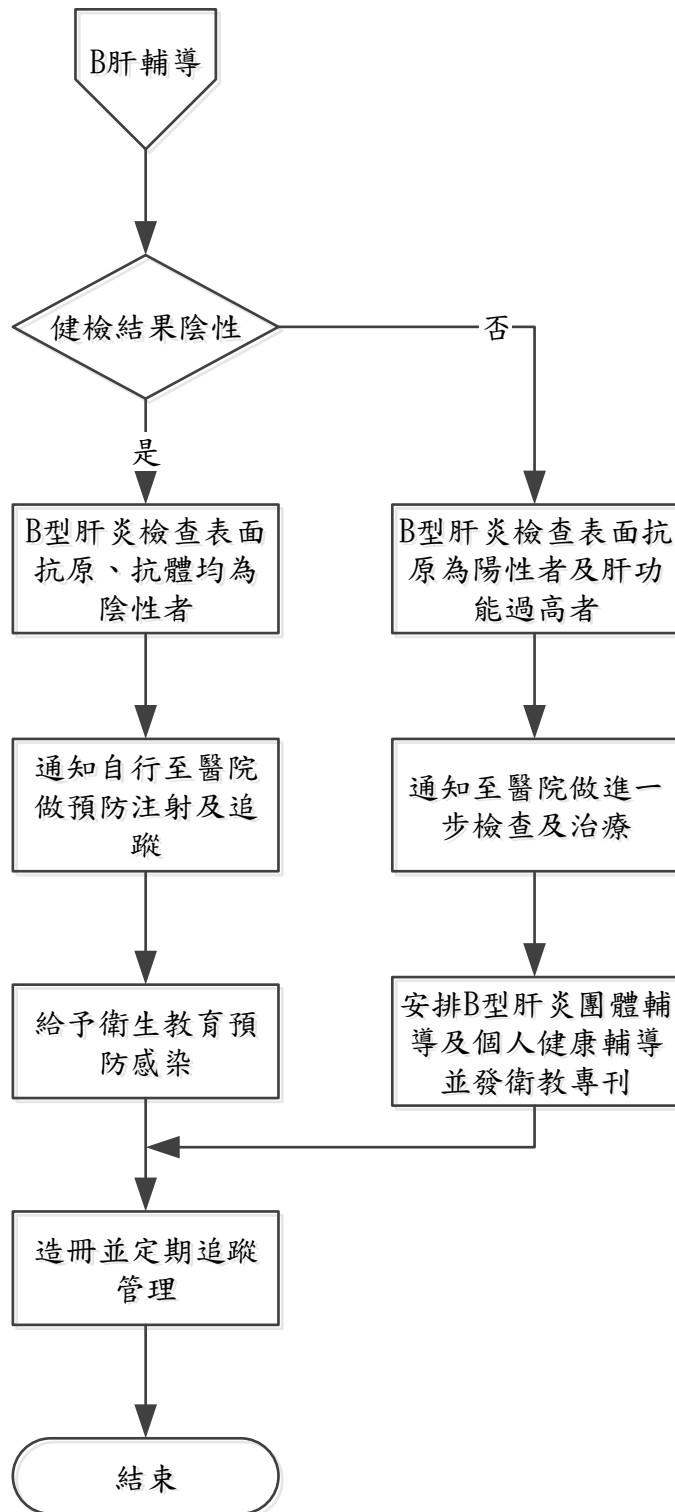 B肝輔導
健檢結果陰性
否
是
B型肝炎檢查表面
抗原、抗體均為
陰性者
B型肝炎檢查表面抗
原為陽性者及肝功
能過高者
通知自行至醫院
做預防注射及追
蹤
通知至醫院做進一
步檢查及治療
給予衛生教育預
防感染
安排B型肝炎團體輔
導及個人健康輔導
並發衛教專刊
造冊並定期追蹤
管理
結束